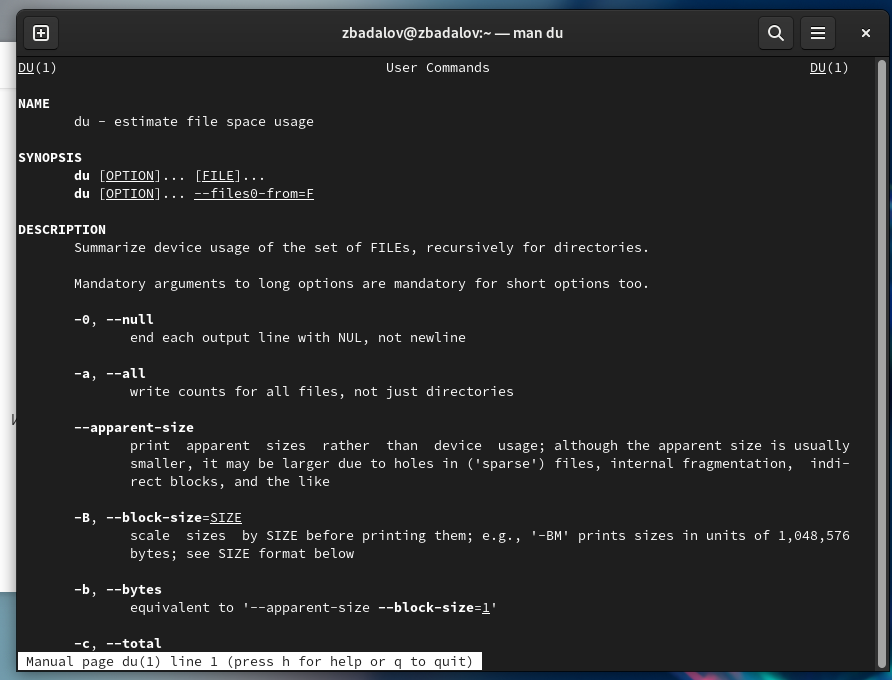 zbadalov@zbadalov:~ — man du
DU(1) User Commands DU(1)
NAME
du - estimate file space usage
SYNOPSIS
du [OPTION]... [FILE]...
du [OPTION]... --files0-from=F
DESCRIPTION
Summarize device usage of the set of FILEs, recursively for directories.
Mandatory arguments to long options are mandatory for short options too.
-0, --null
end each output line with NUL, not newline
-a, --all
write counts for all files, not just directories
--apparent-size
print apparent sizes rather than device usage; although the apparent size is usually
smaller, it may be larger due to holes in ('sparse') files, internal fragmentation, indi‐
rect blocks, and the like
-B, --block-size=SIZE
scale sizes by SIZE before printing them; e.g., '-BM' prints sizes in units of 1,048,576
bytes; see SIZE format below
-b, --bytes
equivalent to '--apparent-size --block-size=1'
-c, --total
Manual page du(1) line 1 (press h for help or q to quit)